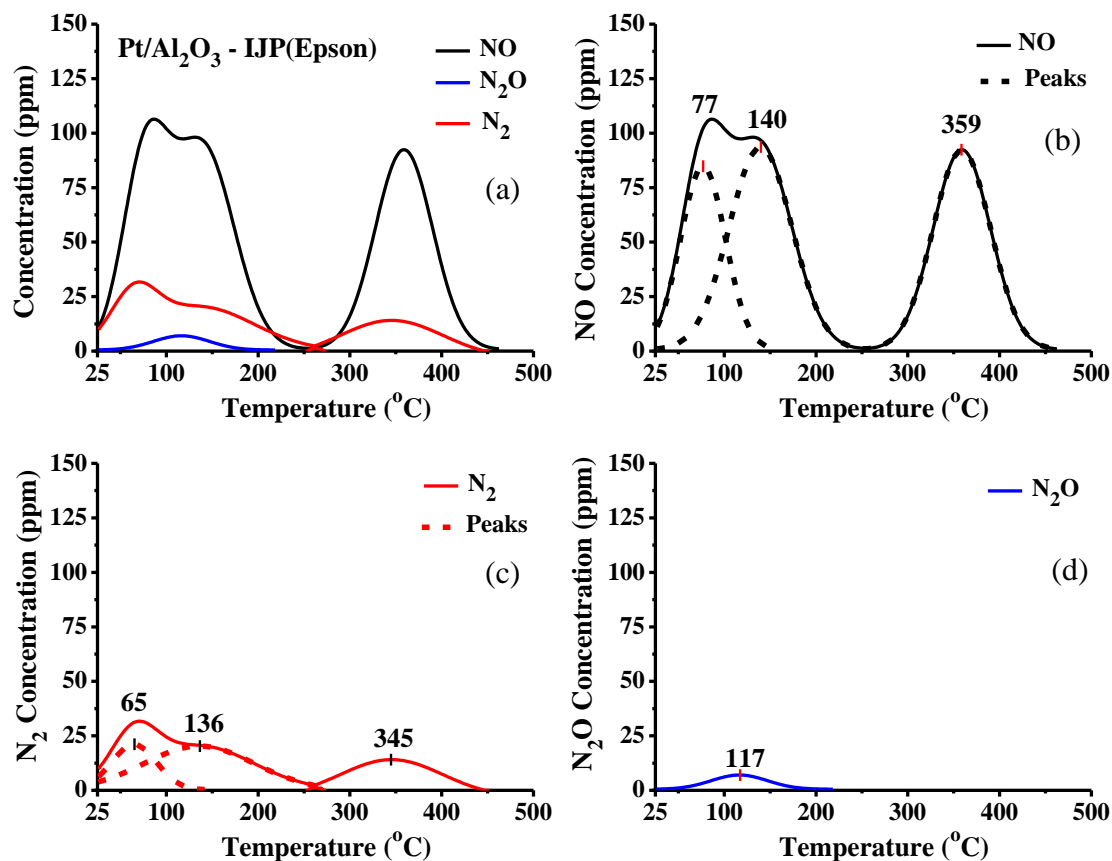 Pt/Al₂O₃ - IJP(Epson)
NO
N₂O
N₂
(a)
Concentration (ppm)
150
125
100
75
50
25
0
25 100 200 300 400 500
Temperature (°C)
NO
Peaks
77
140
359
(b)
NO Concentration (ppm)
150
125
100
75
50
25
0
25 100 200 300 400 500
Temperature (°C)
N₂
Peaks
(c)
65
136
345
N₂ Concentration (ppm)
150
125
100
75
50
25
0
25 100 200 300 400 500
Temperature (°C)
N₂O
(d)
117
N₂O Concentration (ppm)
150
125
100
75
50
25
0
25 100 200 300 400 500
Temperature (°C)